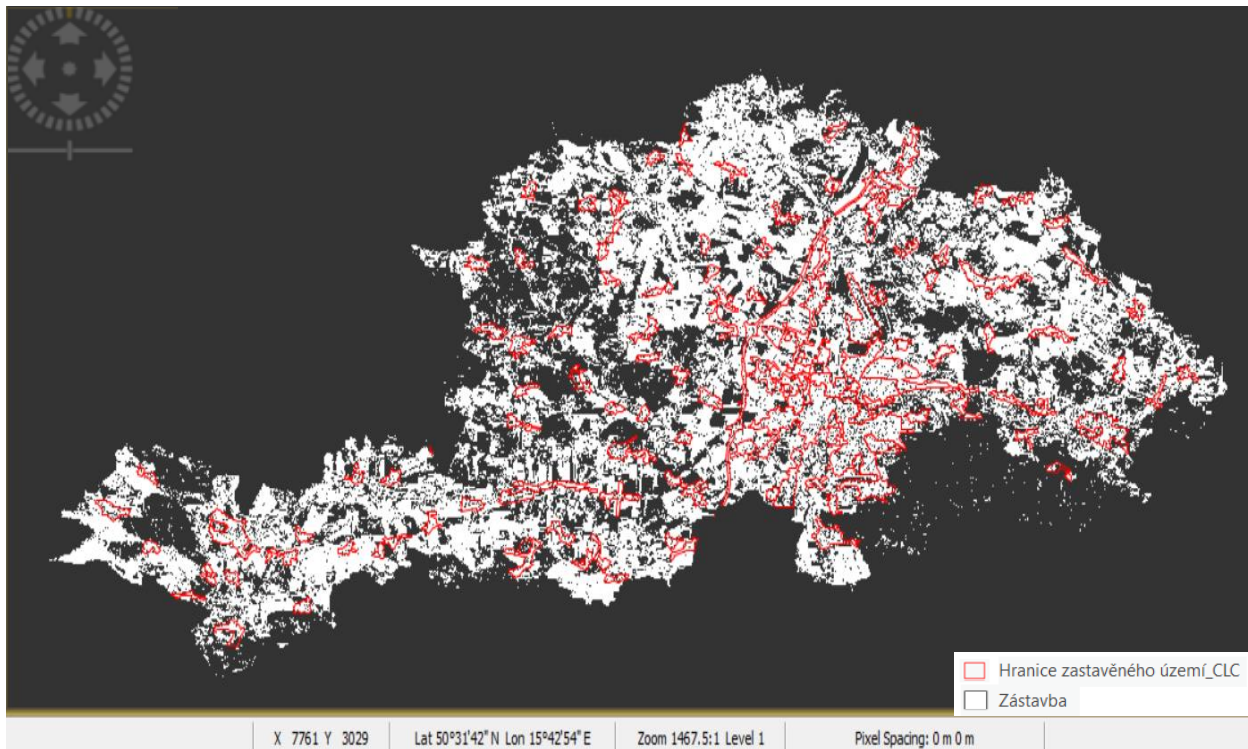 Hranice zastavěného území_CLC
Zástavba
X 7761 Y 3029 Lat 50°31'42" N Lon 15°42'54" E Zoom 1467.5:1 Level 1 Pixel Spacing: 0 m 0 m